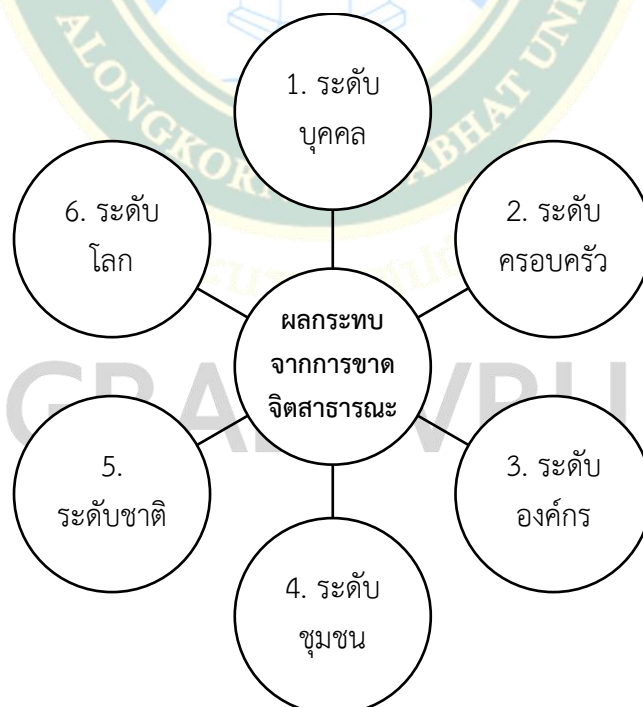 ALONGKORN RAJABHAT UNI
1. ระดับ
บุคคล
2. ระดับ
ครอบครัว
3. ระดับ
องค์กร
4. ระดับ
ชุมชน
5.
ระดับชาติ
6. ระดับ
โลก
ผลกระทบ
จากการขาด
จิตสาธารณะ